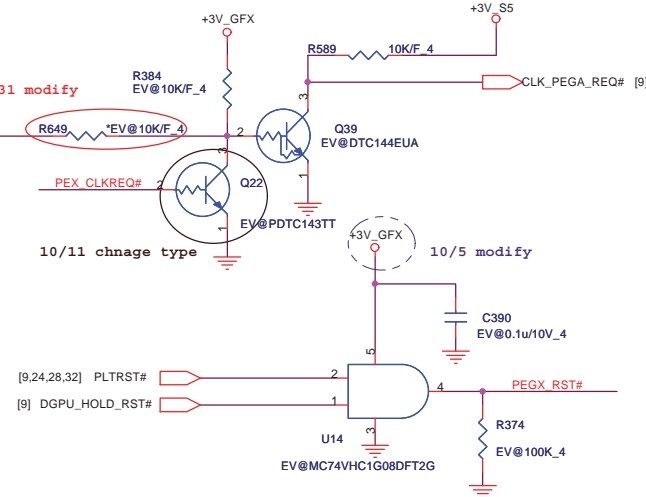 +3V_GFX
+3V_S5
R589
10K/F_4
R384
EV@10K/F_4
31 modify
3
CLK_PEGA_REQ# [9]
R649
*EV@10K/F_4
2
Q39
EV@DTC144EUA
3
1
PEX_CLKREQ#
2
Q22
1
EV@PDTC143TT
+3V_GFX
10/11 chnage type
10/5 modify
C390
EV@0.1u/10V_4
5
[9,24,28,32] PLTRST#
2
4
PEGX_RST#
[9] DGPU_HOLD_RST#
1
3
R374
U14
EV@100K_4
EV@MC74VHC1G08DFT2G